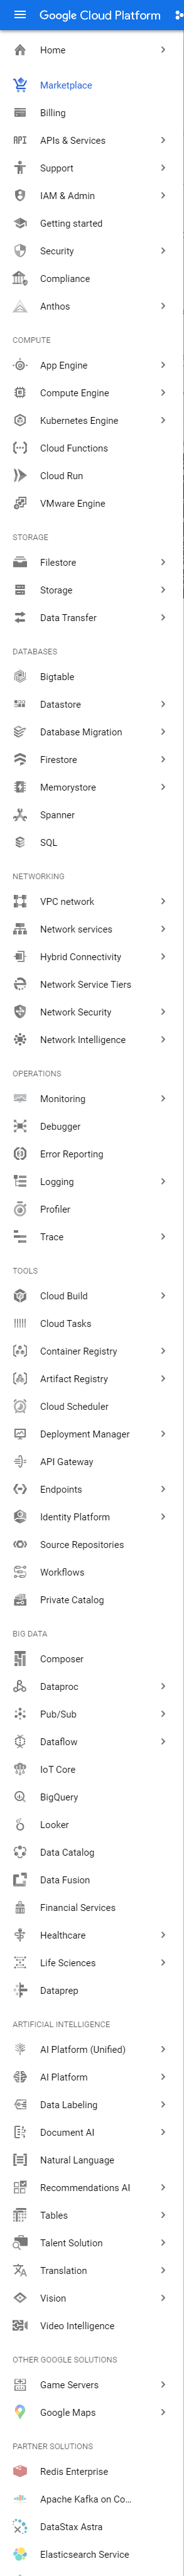 Google Cloud Platform
Home
Marketplace
Billing
APIs & Services
Support
IAM & Admin
Getting started
Security
Compliance
Anthos
COMPUTE
App Engine
Compute Engine
Kubernetes Engine
Cloud Functions
Cloud Run
VMware Engine
STORAGE
Filestore
Storage
Data Transfer
DATABASES
Bigtable
Datastore
Database Migration
Firestore
Memorystore
Spanner
SQL
NETWORKING
VPC network
Network services
Hybrid Connectivity
Network Service Tiers
Network Security
Network Intelligence
OPERATIONS
Monitoring
Debugger
Error Reporting
Logging
Profiler
Trace
TOOLS
Cloud Build
Cloud Tasks
Container Registry
Artifact Registry
Cloud Scheduler
Deployment Manager
API Gateway
Endpoints
Identity Platform
Source Repositories
Workflows
Private Catalog
BIG DATA
Composer
Dataproc
Pub/Sub
Dataflow
IoT Core
BigQuery
Looker
Data Catalog
Data Fusion
Financial Services
Healthcare
Life Sciences
Dataprep
ARTIFICIAL INTELLIGENCE
AI Platform (Unified)
AI Platform
Data Labeling
Document AI
Natural Language
Recommendations AI
Tables
Talent Solution
Translation
Vision
Video Intelligence
OTHER GOOGLE SOLUTIONS
Game Servers
Google Maps
PARTNER SOLUTIONS
Redis Enterprise
Apache Kafka on Co...
DataStax Astra
Elasticsearch Service